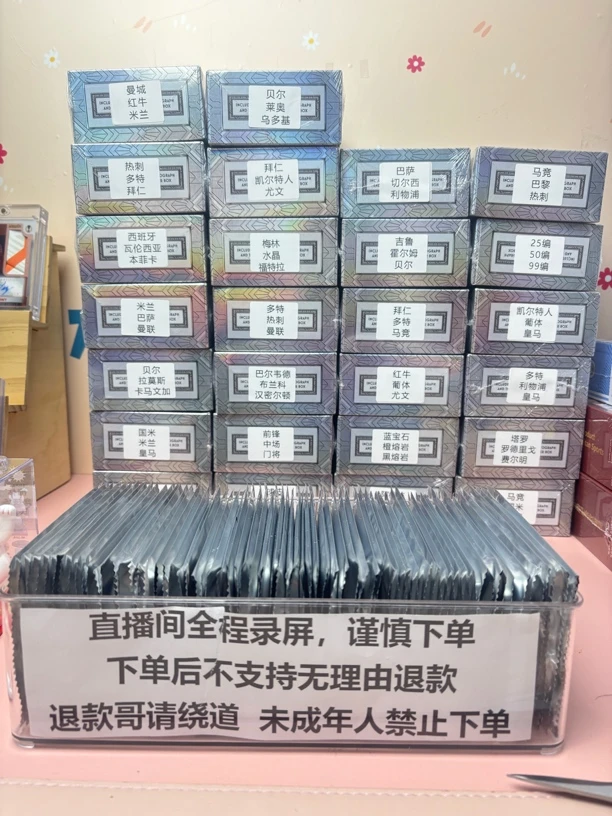 曼城
红牛
米兰
贝尔
莱奥
乌多基
热刺
多特
拜仁
拜仁
凯尔特人
尤文
巴萨
切尔西
利物浦
马竞
巴黎
热刺
西班牙
瓦伦西亚
本菲卡
梅林
水晶
福特拉
吉鲁
霍尔姆
贝尔
25编
50编
99编
米兰
巴萨
曼联
多特
热刺
曼联
拜仁
多特
马竞
凯尔特人
葡体
皇马
贝尔
拉莫斯
卡马文加
巴尔韦德
布兰科
汉密尔顿
红牛
葡体
尤文
多特
利物浦
皇马
国米
米兰
皇马
前锋
中场
门将
蓝宝石
橙熔岩
黑熔岩
塔罗
罗德里戈
赛尔明
马竞
直播间全程录屏，谨慎下单
下单后不支持无理由退款
退款哥请绕道 未成年人禁止下单